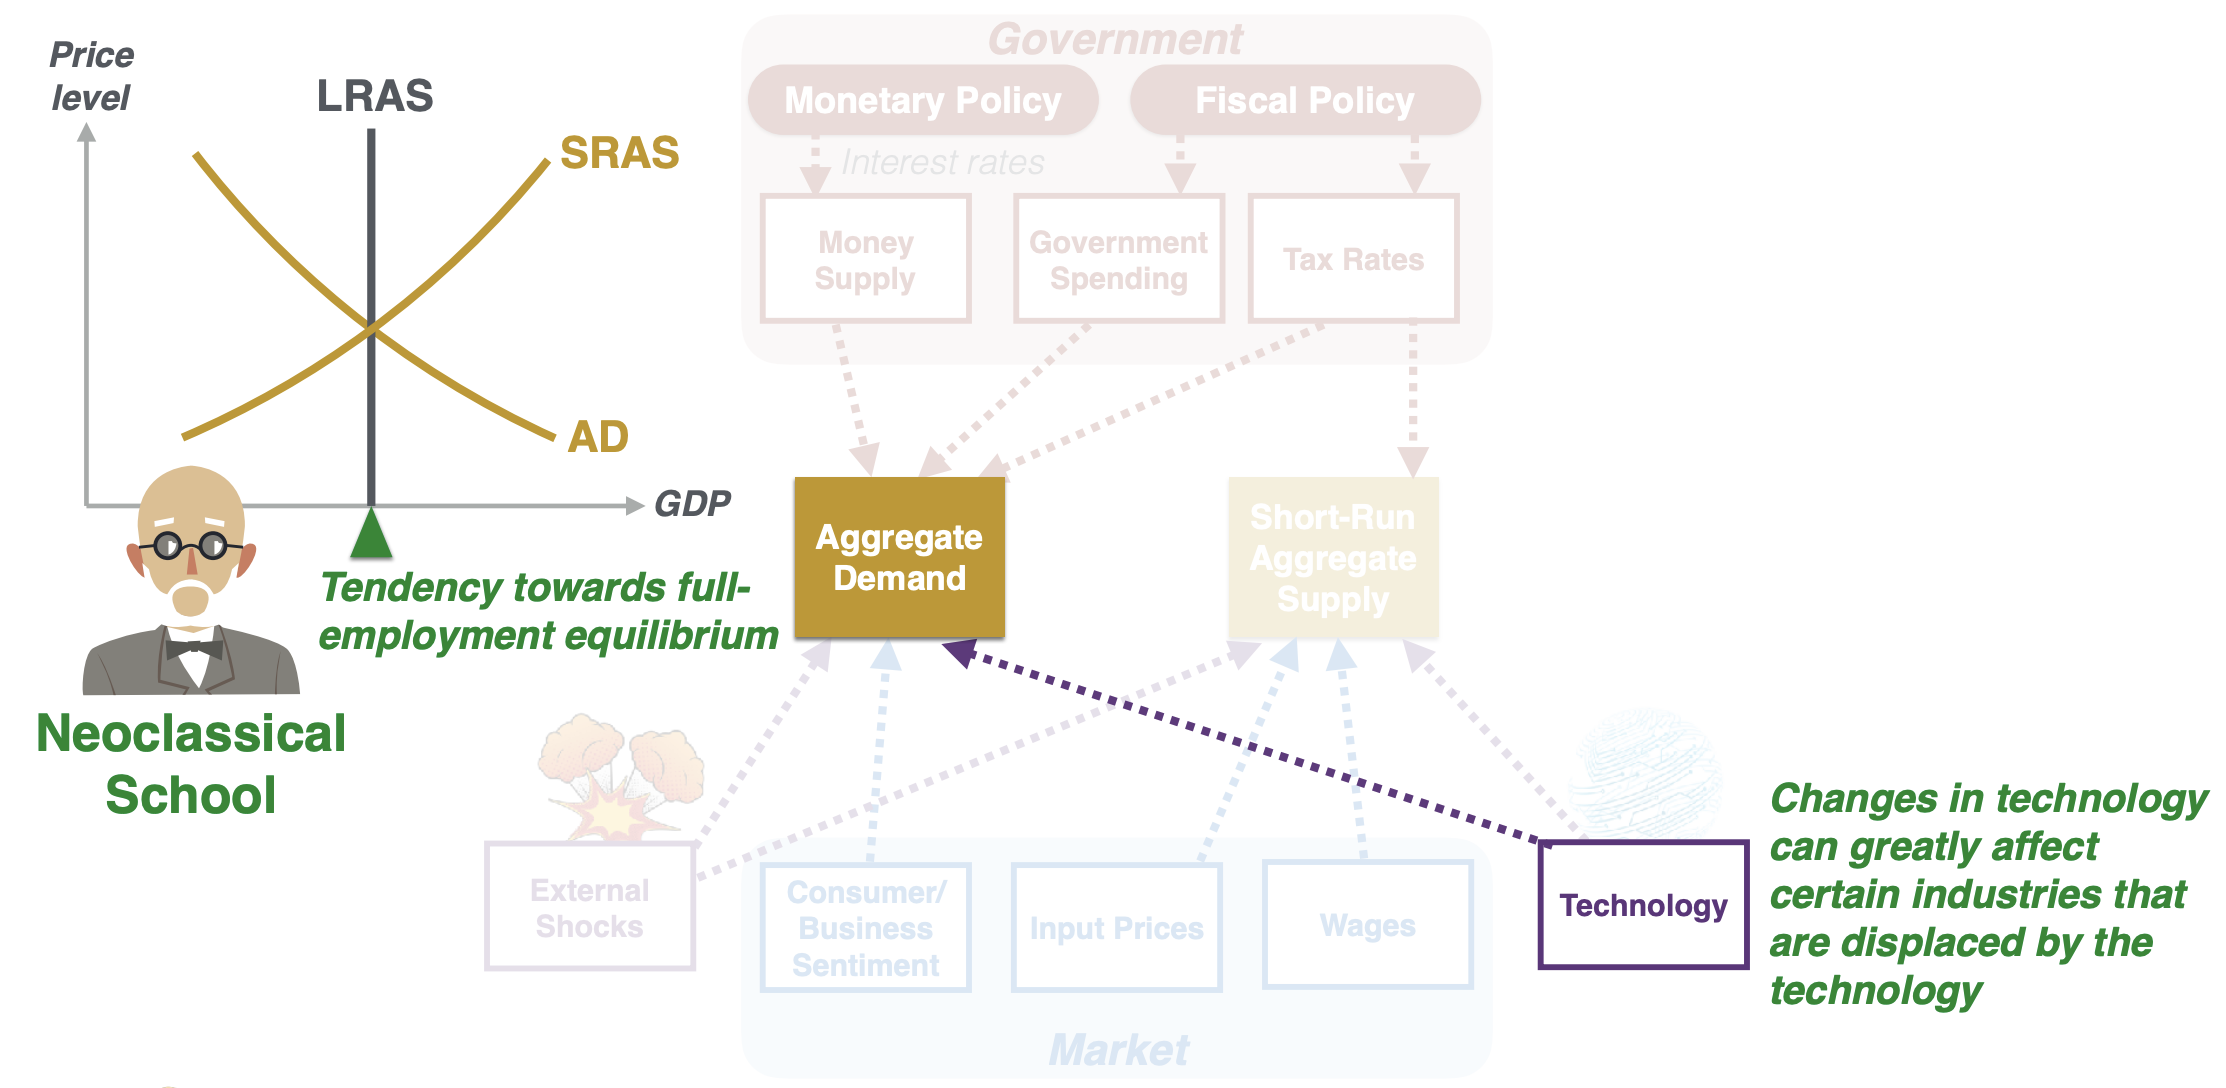 Price
level
LRAS
SRAS
AD
GDP
Tendency towards full-
employment equilibrium
Neoclassical
School
Government
Monetary Policy
Fiscal Policy
Interest rates
Money
Supply
Government
Spending
Tax Rates
Aggregate
Demand
Short-Run
Aggregate
Supply
External
Shocks
Consumer/
Business
Sentiment
Input Prices
Wages
Market
Technology
Changes in technology
can greatly affect
certain industries that
are displaced by the
technology